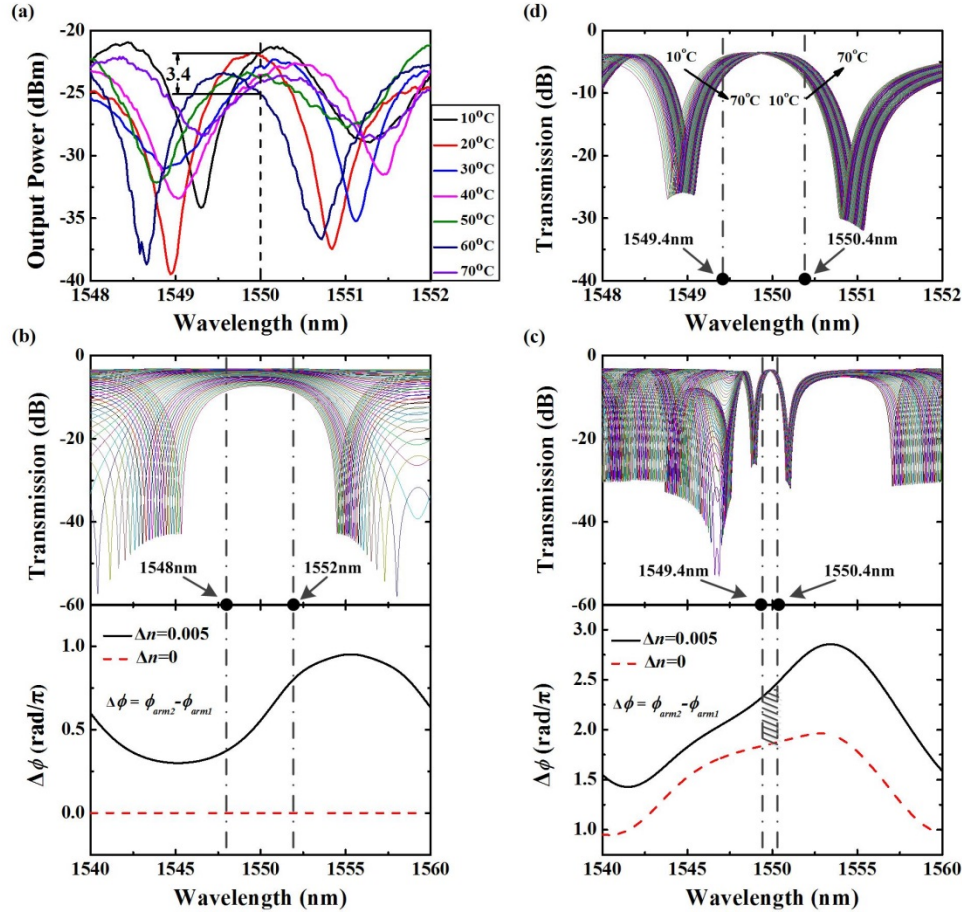 (a)
-20
-25
-30
-35
-40
Output Power (dBm)
3.4
10°C
20°C
30°C
40°C
50°C
60°C
70°C
1548 1549 1550 1551 1552
Wavelength (nm)
(d)
0
-10
-20
-30
-40
Transmission (dB)
10°C 70°C
70°C 10°C
1549.4nm 1550.4nm
1548 1549 1550 1551 1552
Wavelength (nm)
(b)
0
-20
-40
-60
Transmission (dB)
1548nm 1552nm
1.0
0.5
0.0
Δϕ (rad/π)
Δn=0.005
Δn=0
Δϕ = ϕarm2-ϕarm1
1540 1545 1550 1555 1560
Wavelength (nm)
(c)
0
-20
-40
-60
Transmission (dB)
1549.4nm 1550.4nm
3.0
2.5
2.0
1.5
1.0
Δϕ (rad/π)
Δn=0.005
Δn=0
Δϕ = ϕarm2-ϕarm1
1540 1545 1550 1555 1560
Wavelength (nm)